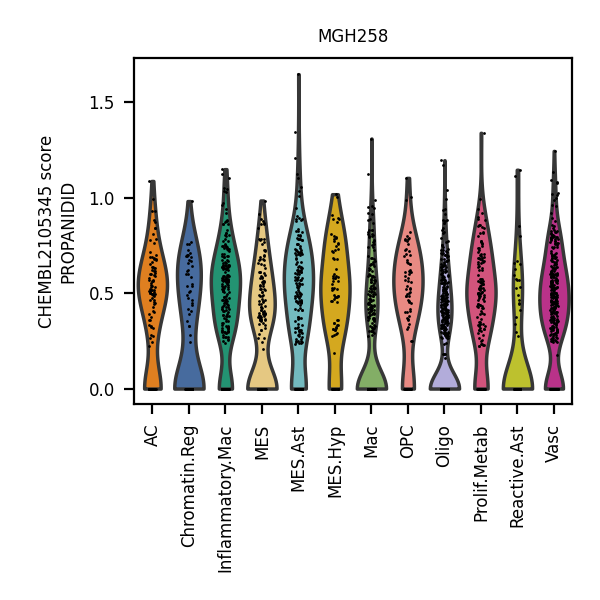 MGH258
CHEMBL2105345 score
PROPANIDID
1.5
1.0
0.5
0.0
AC
Chromatin.Reg
Inflammatory.Mac
MES
MES.Ast
MES.Hyp
Mac
OPC
Oligo
Prolif.Metab
Reactive.Ast
Vasc